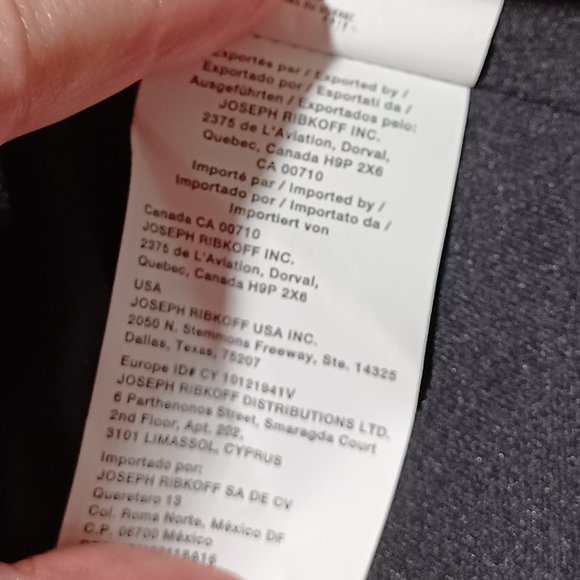 Exportés par / Exported by /
Exportado por / Esportati da /
Ausgeführten / Exportados pelo:
JOSEPH RIBKOFF INC.
2375 de L'Aviation, Dorval,
Quebec, Canada H9P 2X6
CA 00710
Importé par / Imported by /
Importado por / Importato da /
Importiert von
Canada CA 00710
JOSEPH RIBKOFF INC.
2375 de L'Aviation, Dorval,
Quebec, Canada H9P 2X6
USA
JOSEPH RIBKOFF USA INC.
2050 N. Stemmons Freeway, Ste. 14325
Dallas, Texas, 75207
Europe ID# CY 10121941V
JOSEPH RIBKOFF DISTRIBUTIONS LTD.
6 Parthenonos Street, Smaragda Court
2nd Floor, Apt. 202,
3101 LIMASSOL, CYPRUS
Importado por:
JOSEPH RIBKOFF SA DE CV
Queretaro 13
Col. Roma Norte, México DF
C.P. 06700 México